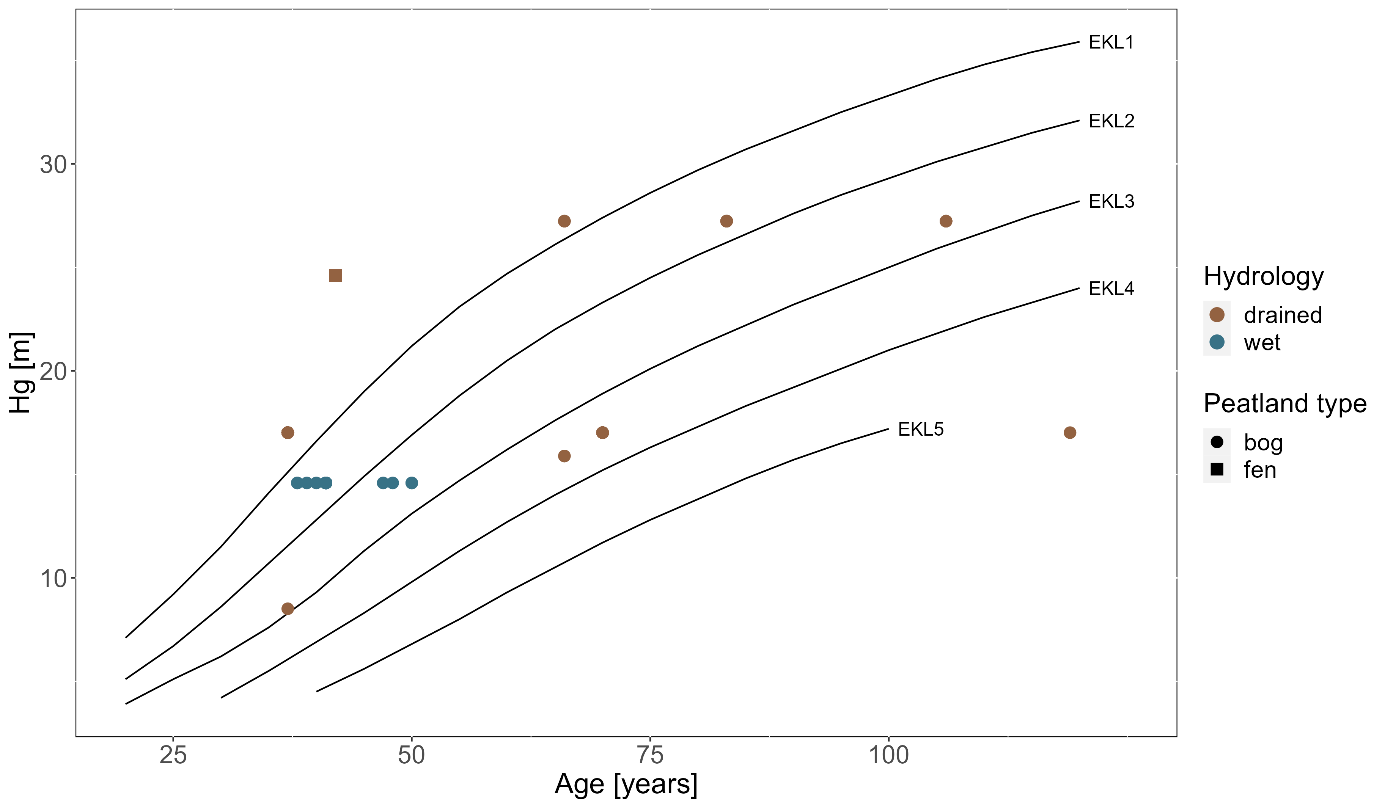 EKL1
EKL2
30
EKL3
EKL4
Hydrology
drained
wet
Hg [m]
20
Peatland type
EKL5
bog
fen
10
25 50 75 100
Age [years]